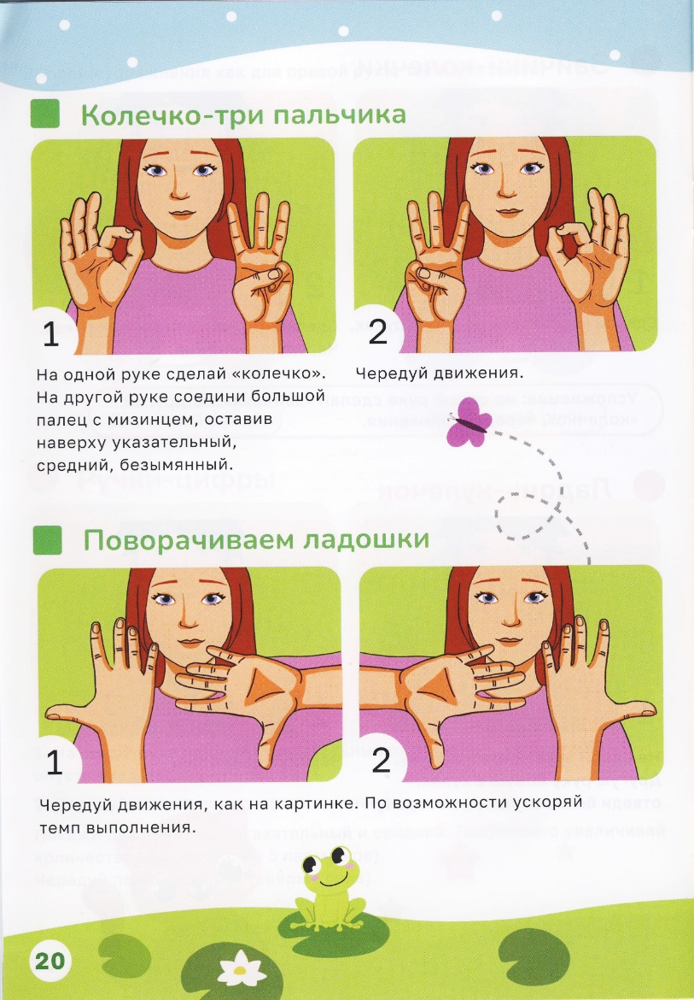 Колечко-три пальчика
1
2
На одной руке сделай «колечко».
На другой руке соедини большой
палец с мизинцем, оставив
наверху указательный,
средний, безымянный.
Чередуй движения.
Поворачиваем ладошки
1
2
Чередуй движения, как на картинке. По возможности ускоряй
темп выполнения.
20